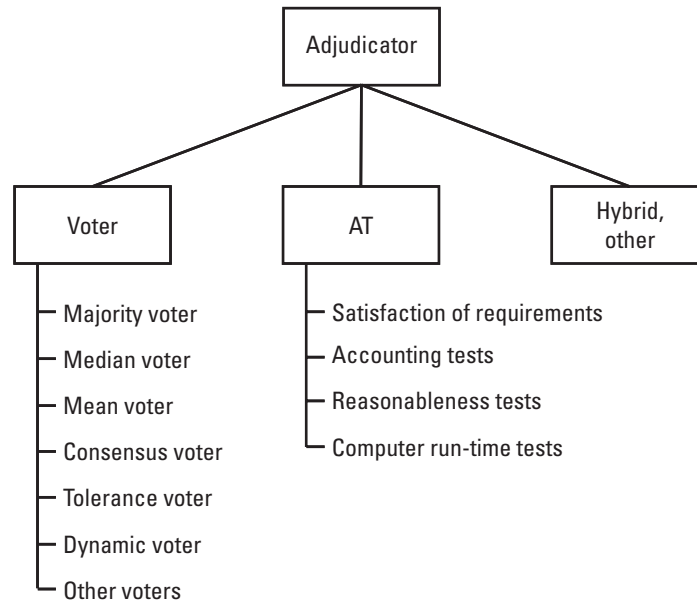 Adjudicator
Voter
AT
Hybrid,
other
Majority voter
Median voter
Mean voter
Consensus voter
Tolerance voter
Dynamic voter
Other voters
Satisfaction of requirements
Accounting tests
Reasonableness tests
Computer run-time tests